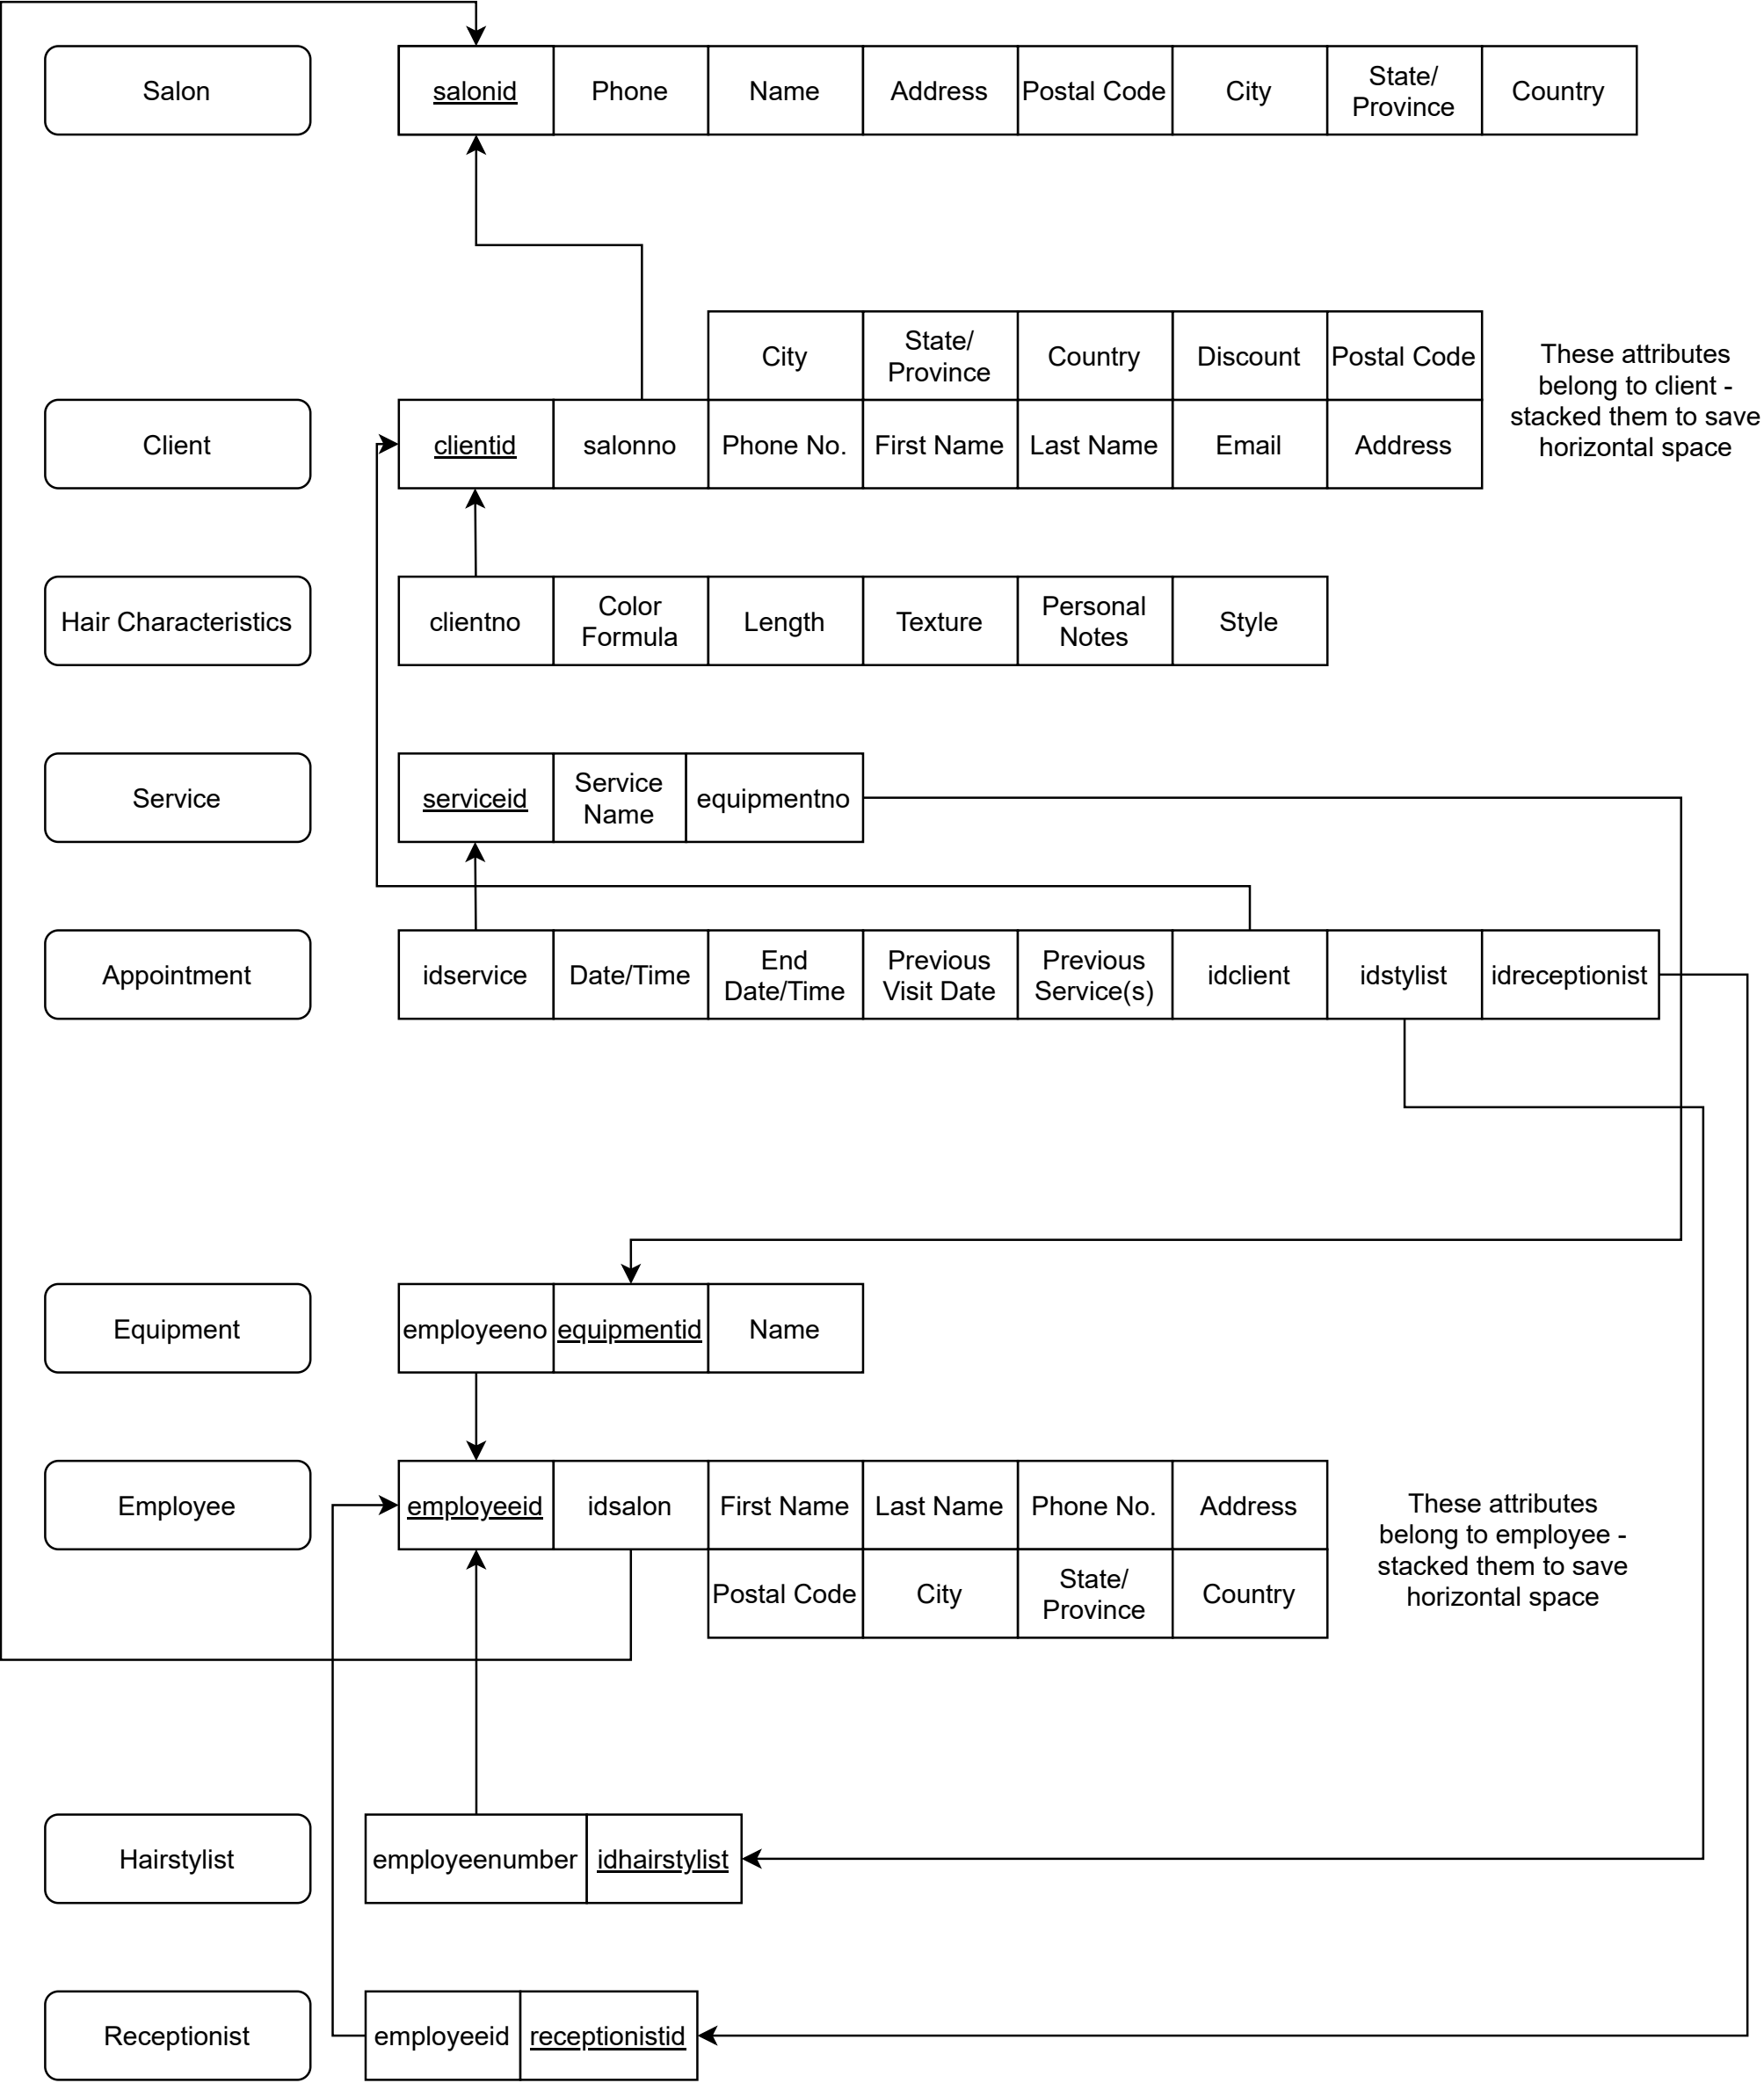 Salon
salonid
Phone
Name
Address
Postal Code
City
State/
Province
Country
City
State/
Province
Country
Discount
Postal Code
These attributes
belong to client -
stacked them to save
horizontal space
Client
clientid
salonno
Phone No.
First Name
Last Name
Email
Address
Hair Characteristics
clientno
Color
Formula
Length
Texture
Personal
Notes
Style
Service
serviceid
Service
Name
equipmentno
Appointment
idservice
Date/Time
End
Date/Time
Previous
Visit Date
Previous
Service(s)
idclient
idstylist
idreceptionist
Equipment
employeeno
equipmentid
Name
Employee
employeeid
idsalon
First Name
Last Name
Phone No.
Address
Postal Code
City
State/
Province
Country
These attributes
belong to employee -
stacked them to save
horizontal space
Hairstylist
employeenumber
idhairstylist
Receptionist
employeeid
receptionistid